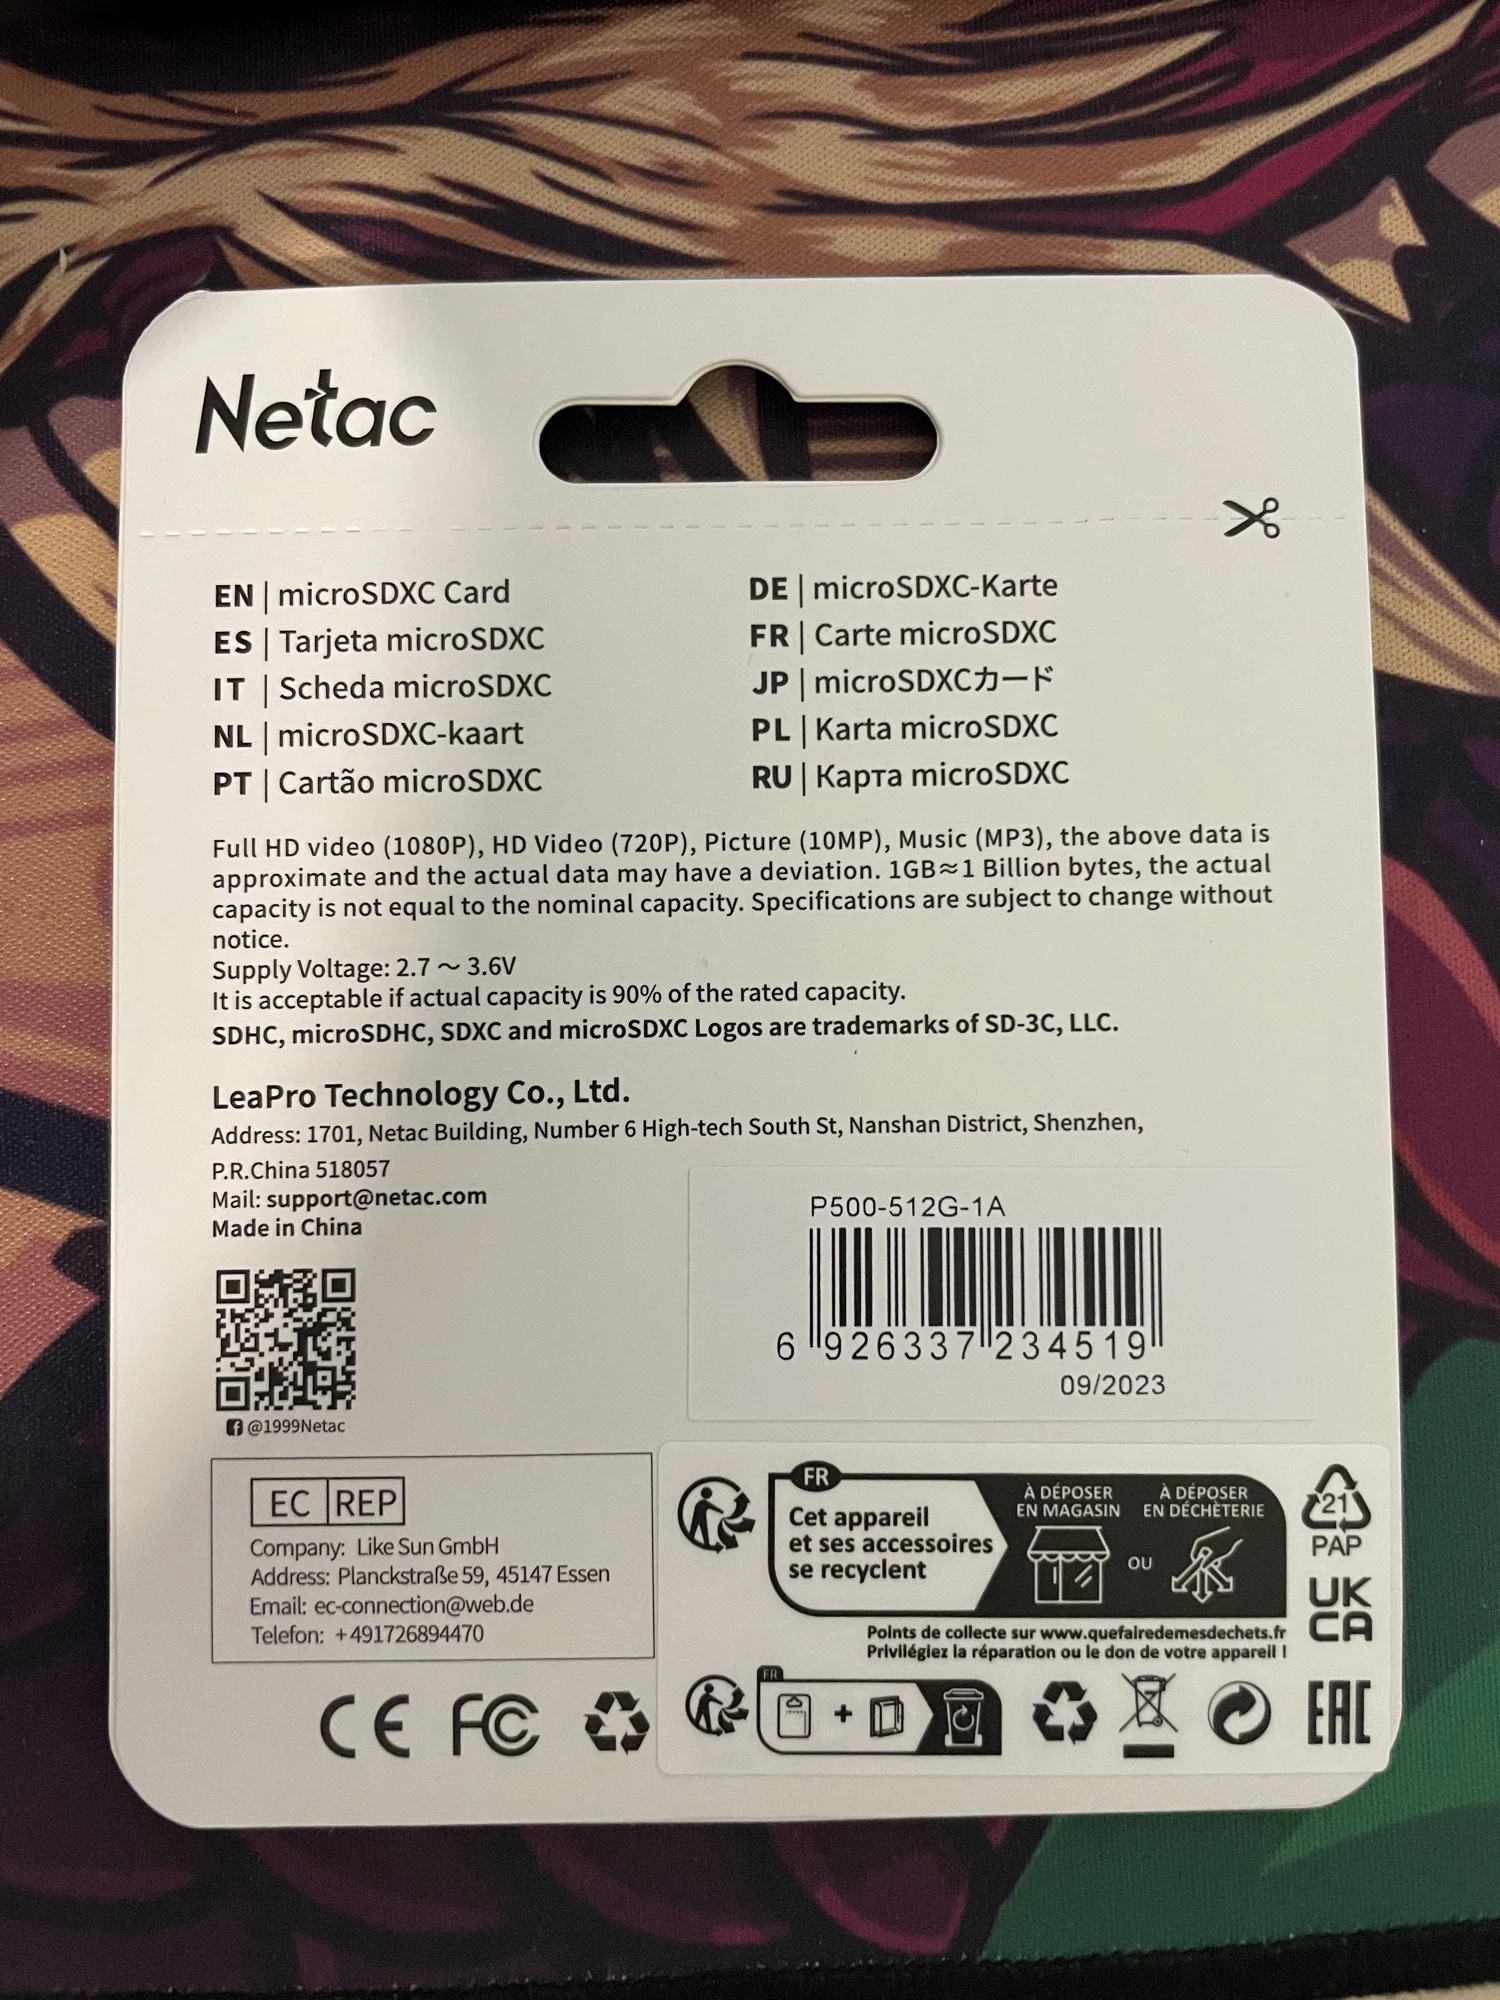 Netac
EN | microSDXC Card
ES | Tarjeta microSDXC
IT | Scheda microSDXC
NL | microSDXC-kaart
PT | Cartão microSDXC
DE | microSDXC-Karte
FR | Carte microSDXC
JP | microSDXCカード
PL | Karta microSDXC
RU | Карта microSDXC
Full HD video (1080P), HD Video (720P), Picture (10MP), Music (MP3), the above data is
approximate and the actual data may have a deviation. 1GB≈1 Billion bytes, the actual
capacity is not equal to the nominal capacity. Specifications are subject to change without
notice.
Supply Voltage: 2.7 ～ 3.6V
It is acceptable if actual capacity is 90% of the rated capacity.
SDHC, microSDHC, SDXC and microSDXC Logos are trademarks of SD-3C, LLC.
LeaPro Technology Co., Ltd.
Address: 1701, Netac Building, Number 6 High-tech South St, Nanshan District, Shenzhen,
P.R.China 518057
Mail: support@netac.com
Made in China
@1999Netac
P500-512G-1A
6 926337 234519
09/2023
EC REP
Company: Like Sun GmbH
Address: Planckstraße 59, 45147 Essen
Email: ec-connection@web.de
Telefon: +491726894470
CE FC
FR
Cet appareil
et ses accessoires
se recyclent
À DÉPOSER
EN MAGASIN
OU
À DÉPOSER
EN DÉCHÈTERIE
Points de collecte sur www.quefairedemesdechets.fr
Privilégiez la réparation ou le don de votre appareil !
FR
21
PAP
UK
CA
EAC